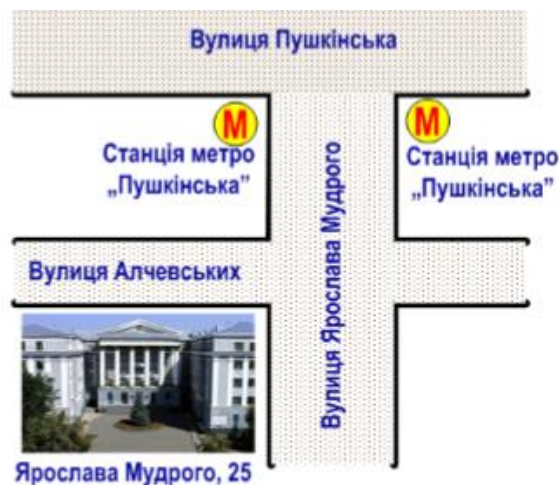 Вулиця Пушкінська
М
М
Станція метро
„Пушкінська”
Станція метро
„Пушкінська”
Вулиця Ярослава Мудрого
Вулиця Алчевських
Ярослава Мудрого, 25